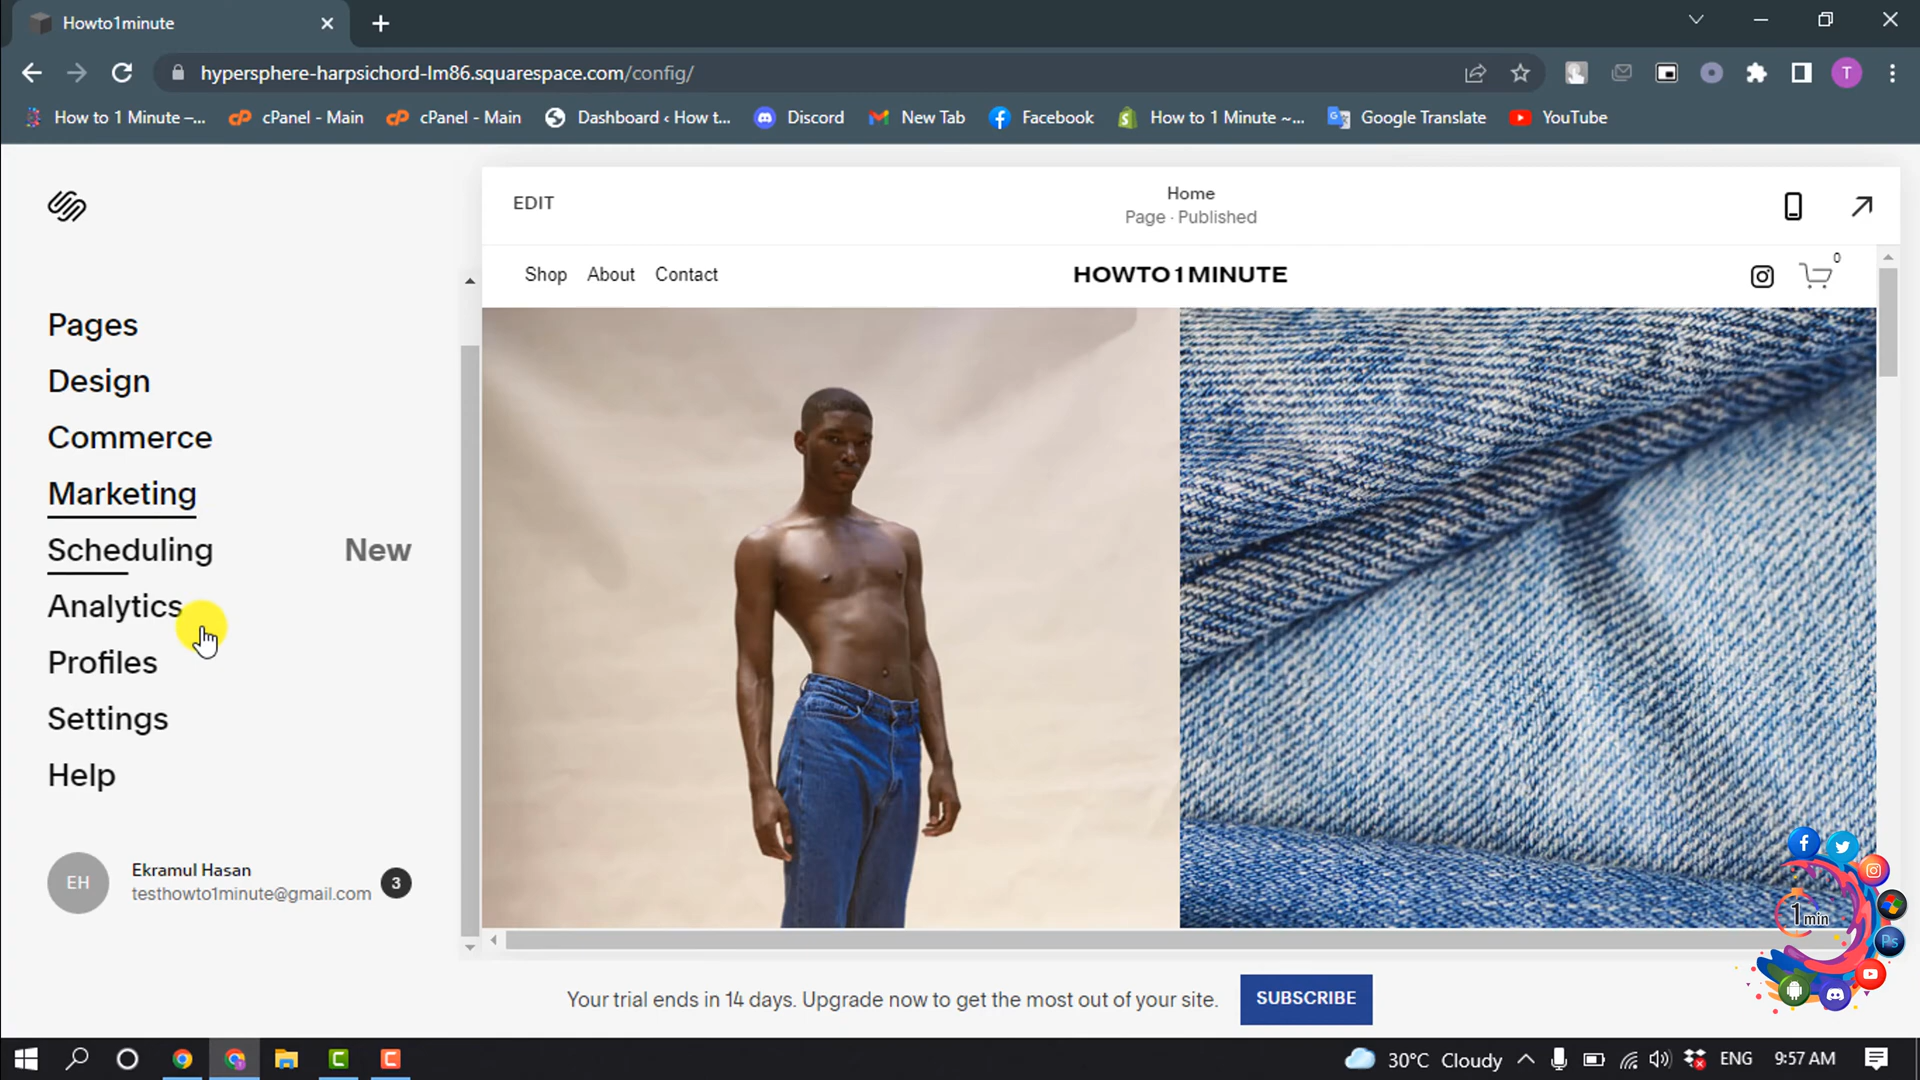 Howto1minute
hypersphere-harpsichord-lm86.squarespace.com/config/
T
How to 1 Minute –... cPanel - Main cPanel - Main Dashboard ‹ How t... Discord New Tab Facebook How to 1 Minute ~... Google Translate YouTube
EDIT
Home
Page · Published
Shop About Contact
HOWTO1MINUTE
0
Pages
Design
Commerce
Marketing
Scheduling New
Analytics
Profiles
Settings
Help
EH
Ekramul Hasan
testhowto1minute@gmail.com
3
1 min
Ps
Your trial ends in 14 days. Upgrade now to get the most out of your site.
SUBSCRIBE
30°C Cloudy ENG 9:57 AM